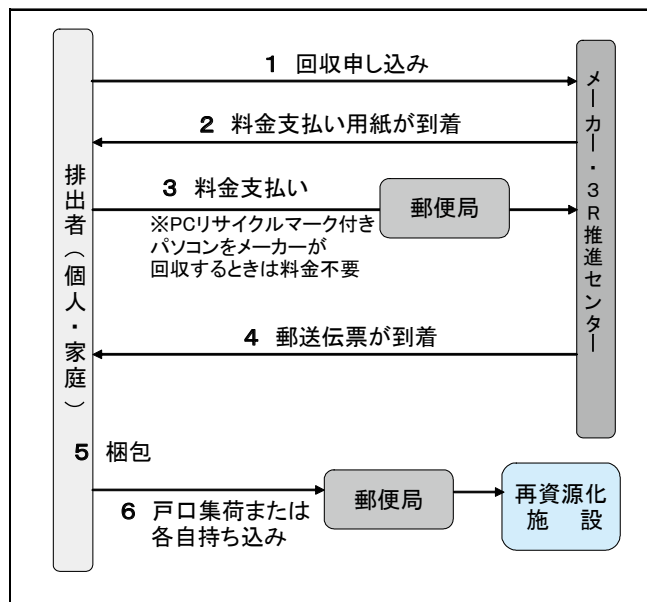 1 回収申し込み
2 料金支払い用紙が到着
3 料金支払い
郵便局
※PCリサイクルマーク付き
パソコンをメーカーが
回収するときは料金不要
4 郵送伝票が到着
5 梱包
6 戸口集荷または
各自持ち込み
郵便局
再資源化
施 設
排出者(個人・家庭)
メーカー・3R推進センター